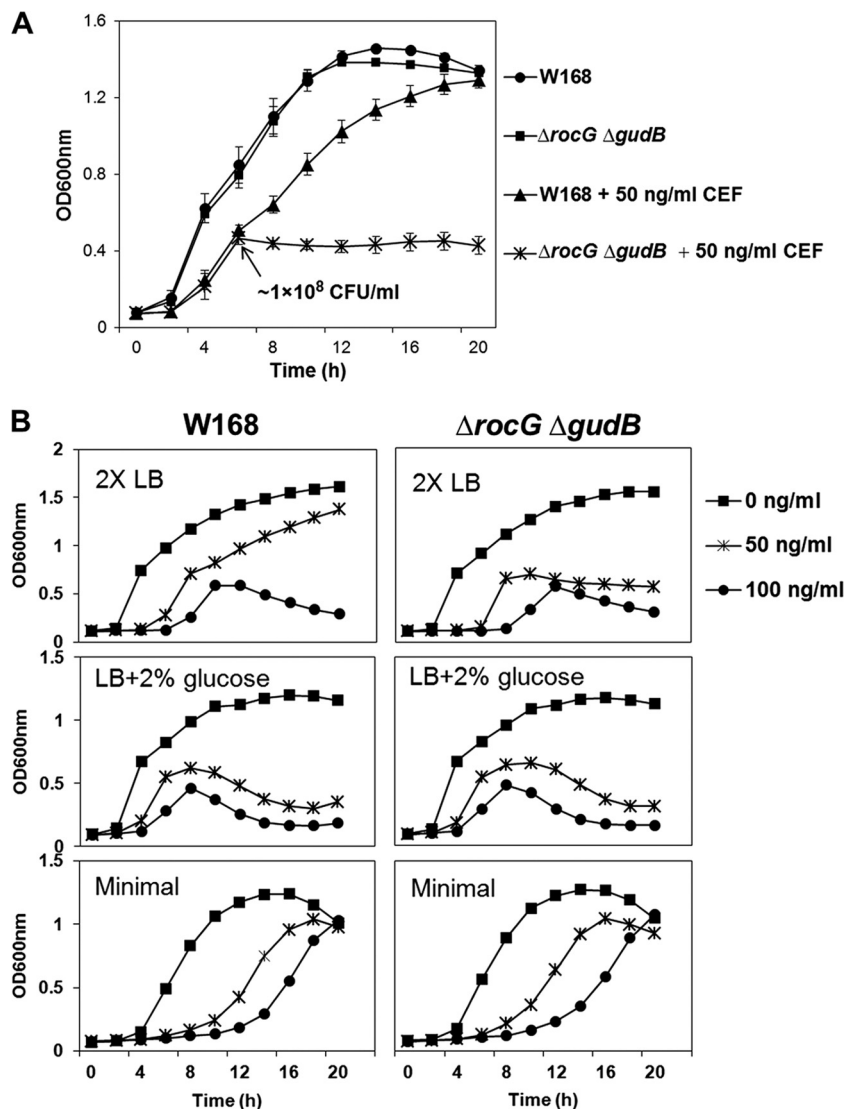 A
OD600nm
1.6
1.2
0.8
0.4
0
0 4 8 12 16 20
Time (h)
~1×10⁸ CFU/ml
W168
ΔrocG ΔgudB
W168 + 50 ng/ml CEF
ΔrocG ΔgudB + 50 ng/ml CEF
B
W168
ΔrocG ΔgudB
2X LB
OD600nm
2
1.5
1
0.5
0
2X LB
0 ng/ml
50 ng/ml
100 ng/ml
LB+2% glucose
OD600nm
1.5
1
0.5
0
LB+2% glucose
Minimal
OD600nm
1.5
1
0.5
0
0 4 8 12 16 20
Time (h)
Minimal
0 4 8 12 16 20
Time (h)